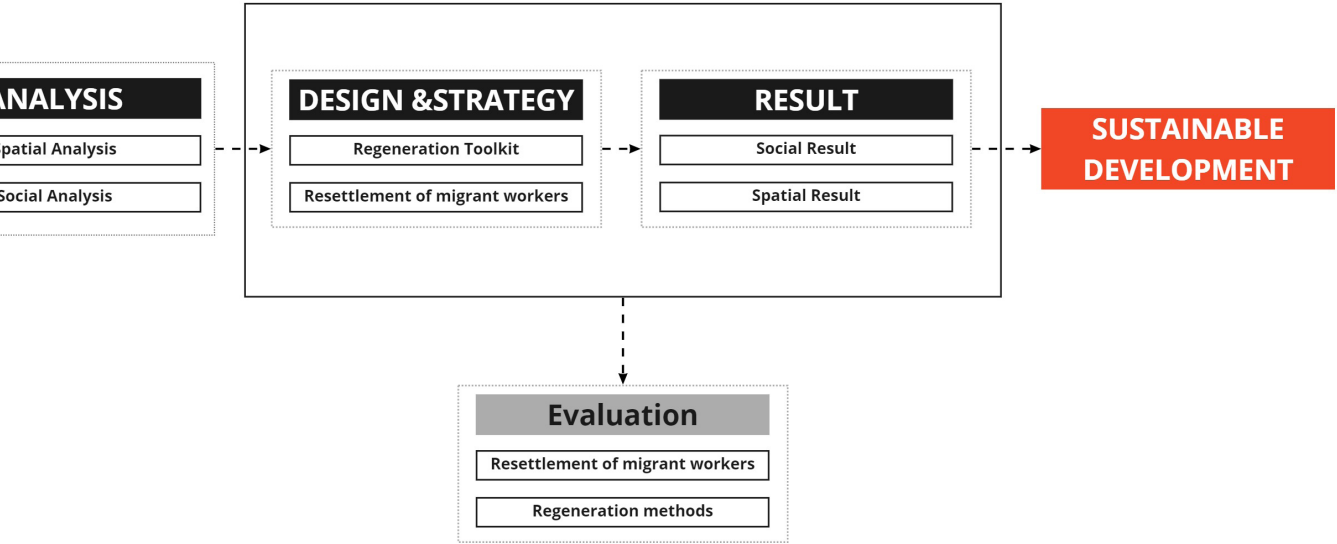 ANALYSIS
Spatial Analysis
Social Analysis
DESIGN &STRATEGY
Regeneration Toolkit
Resettlement of migrant workers
RESULT
Social Result
Spatial Result
SUSTAINABLE
DEVELOPMENT
Evaluation
Resettlement of migrant workers
Regeneration methods